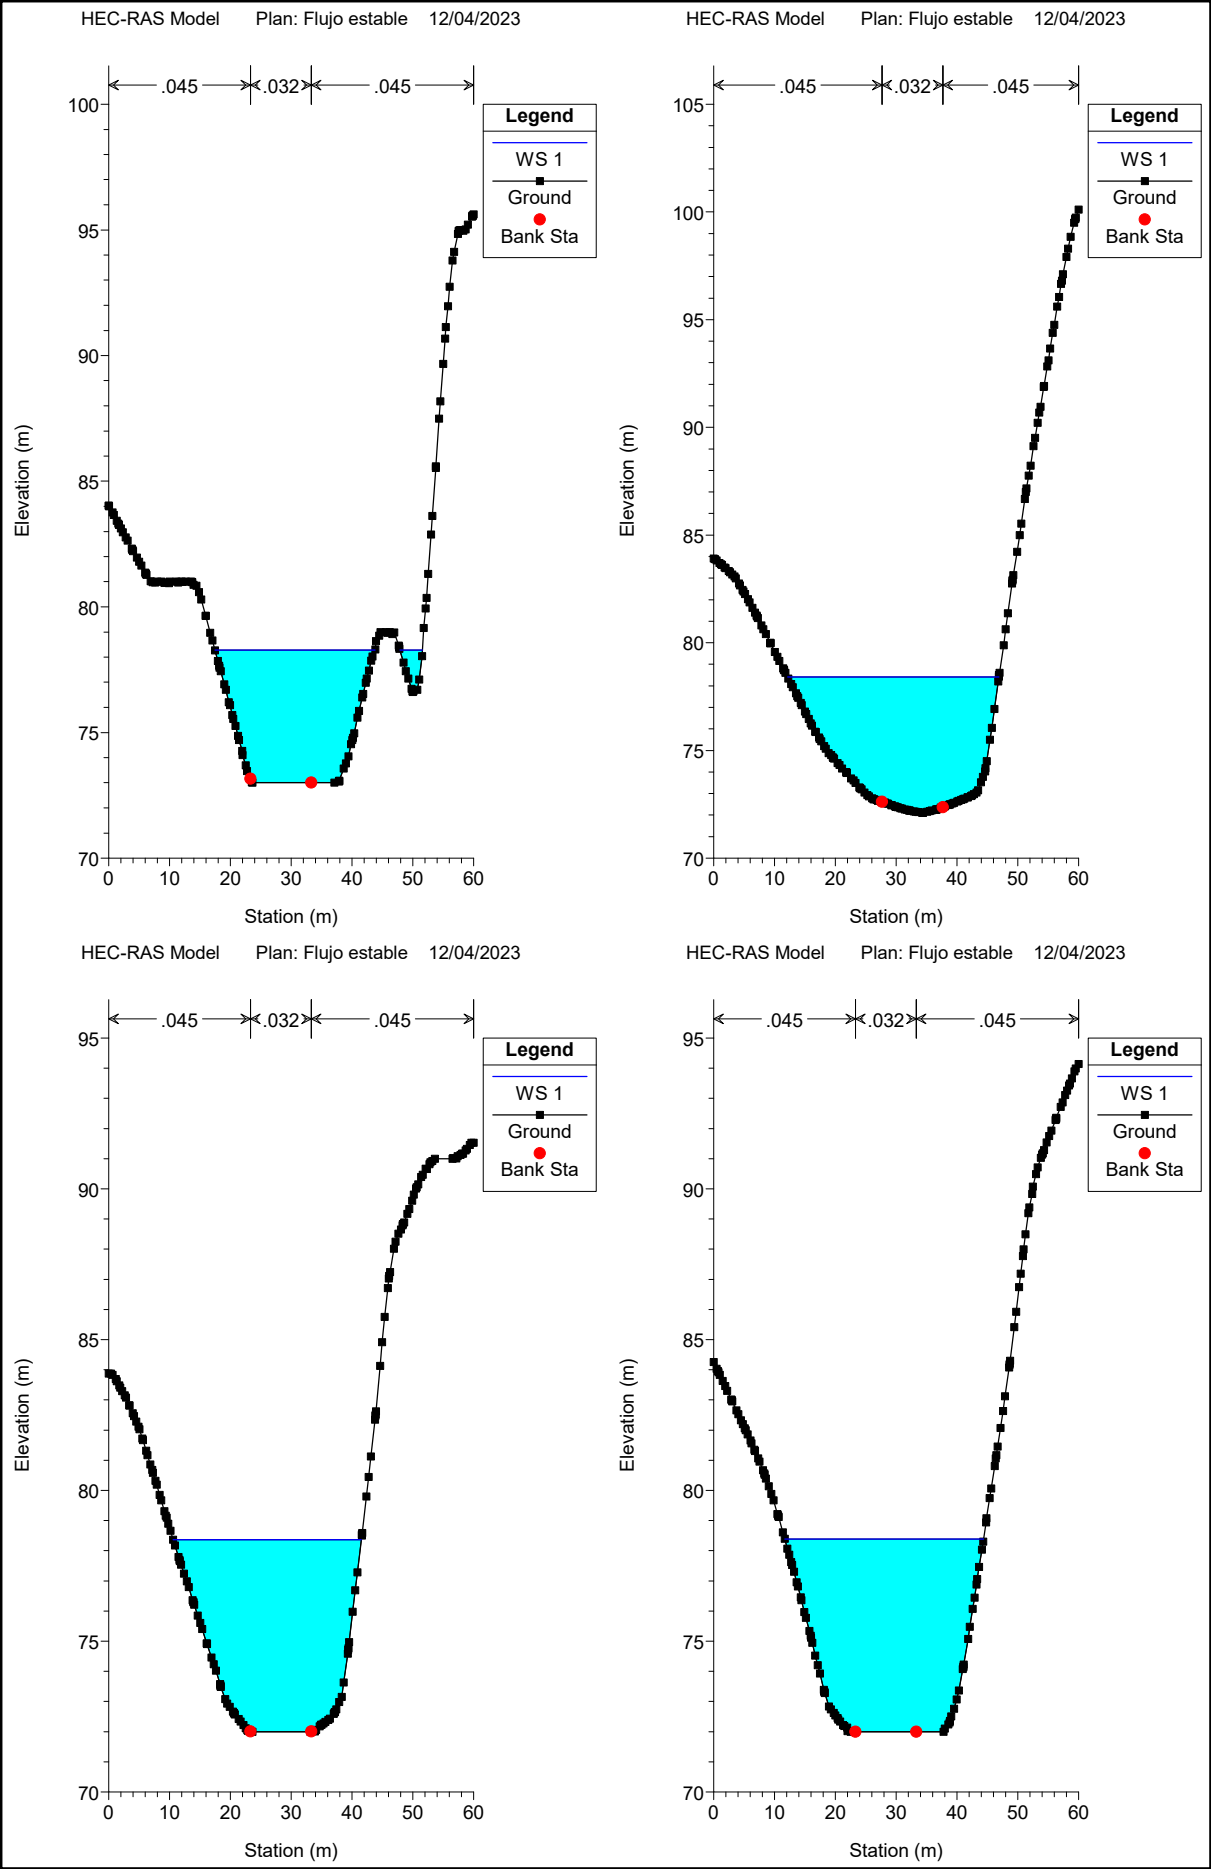 HEC-RAS Model Plan: Flujo estable 12/04/2023
.045 .032 .045
100
95
90
85
80
75
70
Elevation (m)
0 10 20 30 40 50 60
Station (m)
Legend
WS 1
Ground
Bank Sta
HEC-RAS Model Plan: Flujo estable 12/04/2023
.045 .032 .045
105
100
95
90
85
80
75
70
Elevation (m)
0 10 20 30 40 50 60
Station (m)
Legend
WS 1
Ground
Bank Sta
HEC-RAS Model Plan: Flujo estable 12/04/2023
.045 .032 .045
95
90
85
80
75
70
Elevation (m)
0 10 20 30 40 50 60
Station (m)
Legend
WS 1
Ground
Bank Sta
HEC-RAS Model Plan: Flujo estable 12/04/2023
.045 .032 .045
95
90
85
80
75
70
Elevation (m)
0 10 20 30 40 50 60
Station (m)
Legend
WS 1
Ground
Bank Sta